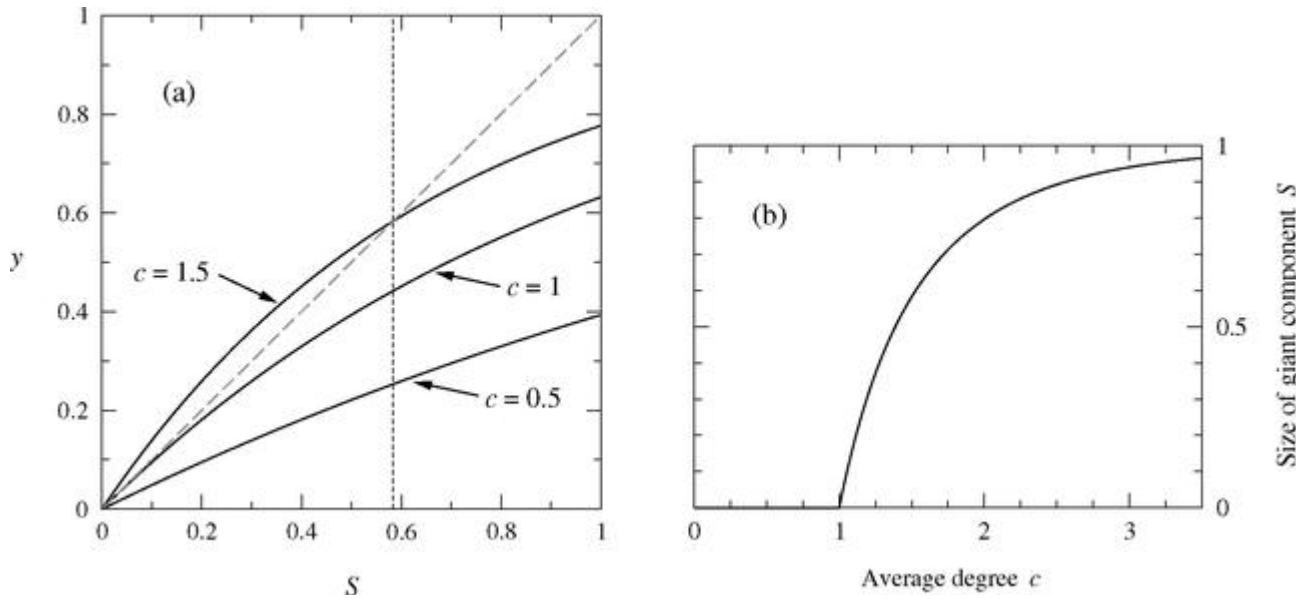 1
0.8
0.6
0.4
0.2
0
y
(a)
c = 1.5
c = 1
c = 0.5
0 0.2 0.4 0.6 0.8 1
S
(b)
1
0.5
0
Size of giant component S
0 1 2 3
Average degree c